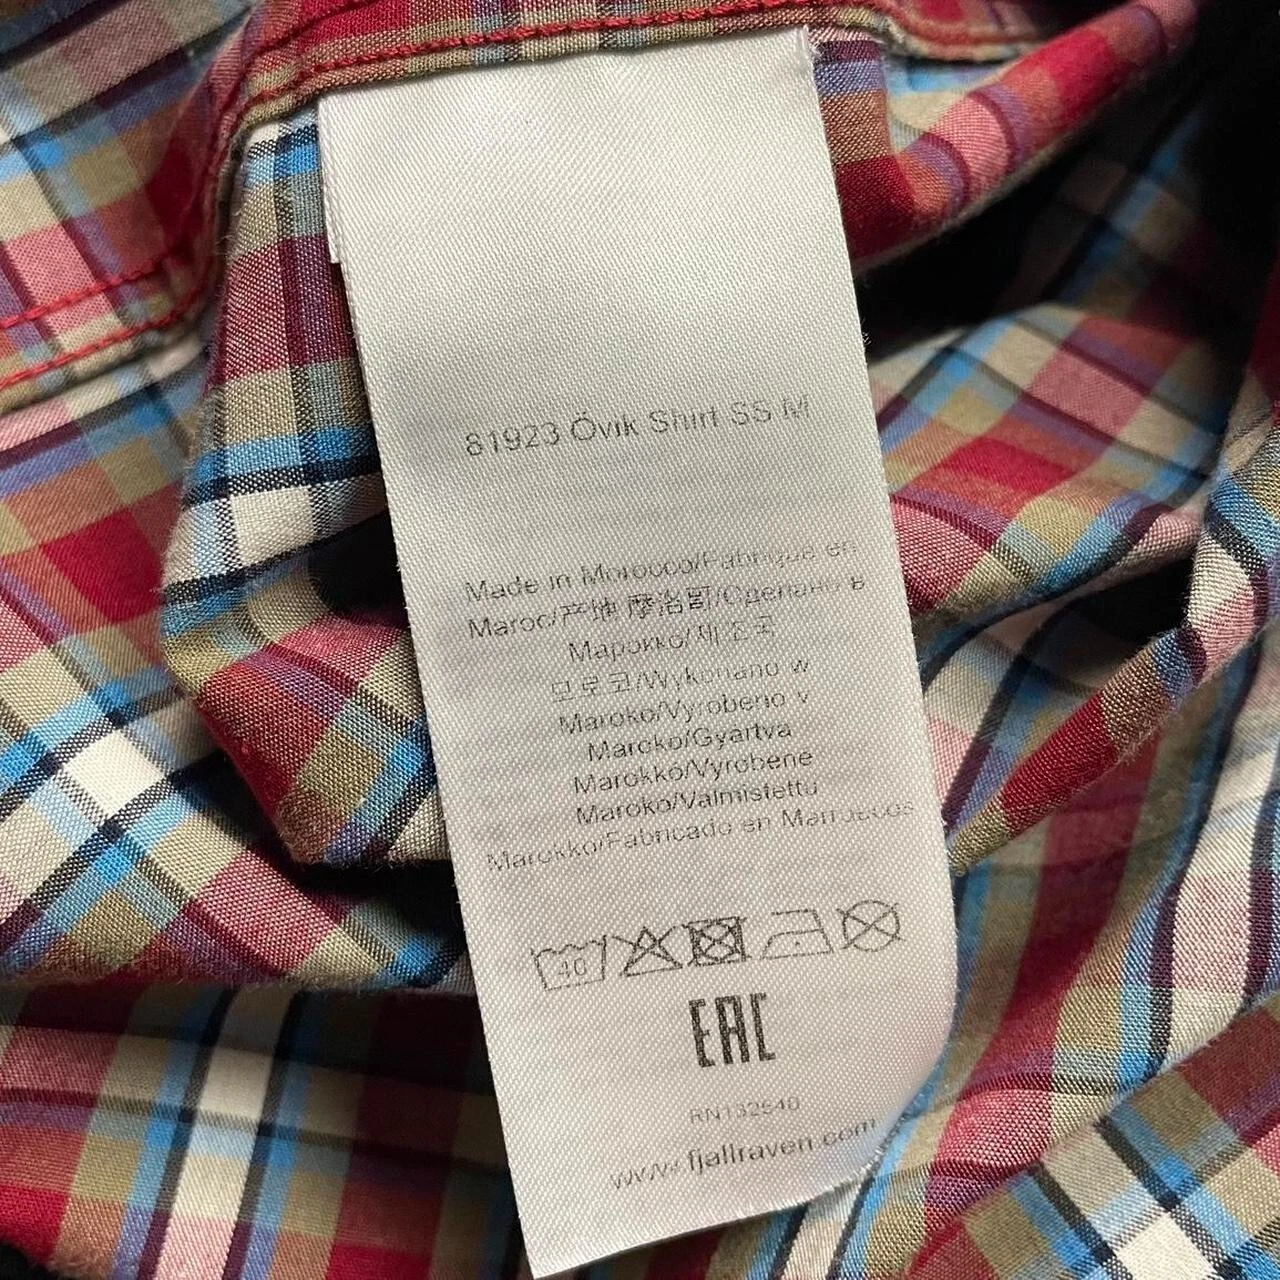 81923 Övik Shirt SS M
Made in Morocco/Fabriqué en
Maroc/产地 摩洛哥/Сделано в
Марокко/제조국
모로코/Wykonano w
Maroko/Vyrobeno v
Maroko/Gyártva
Marokkó/Vyrobene
Maroko/Valmistettu
Marokko/Fabricado en Marruecos
40
EAC
RN132540
www.fjallraven.com